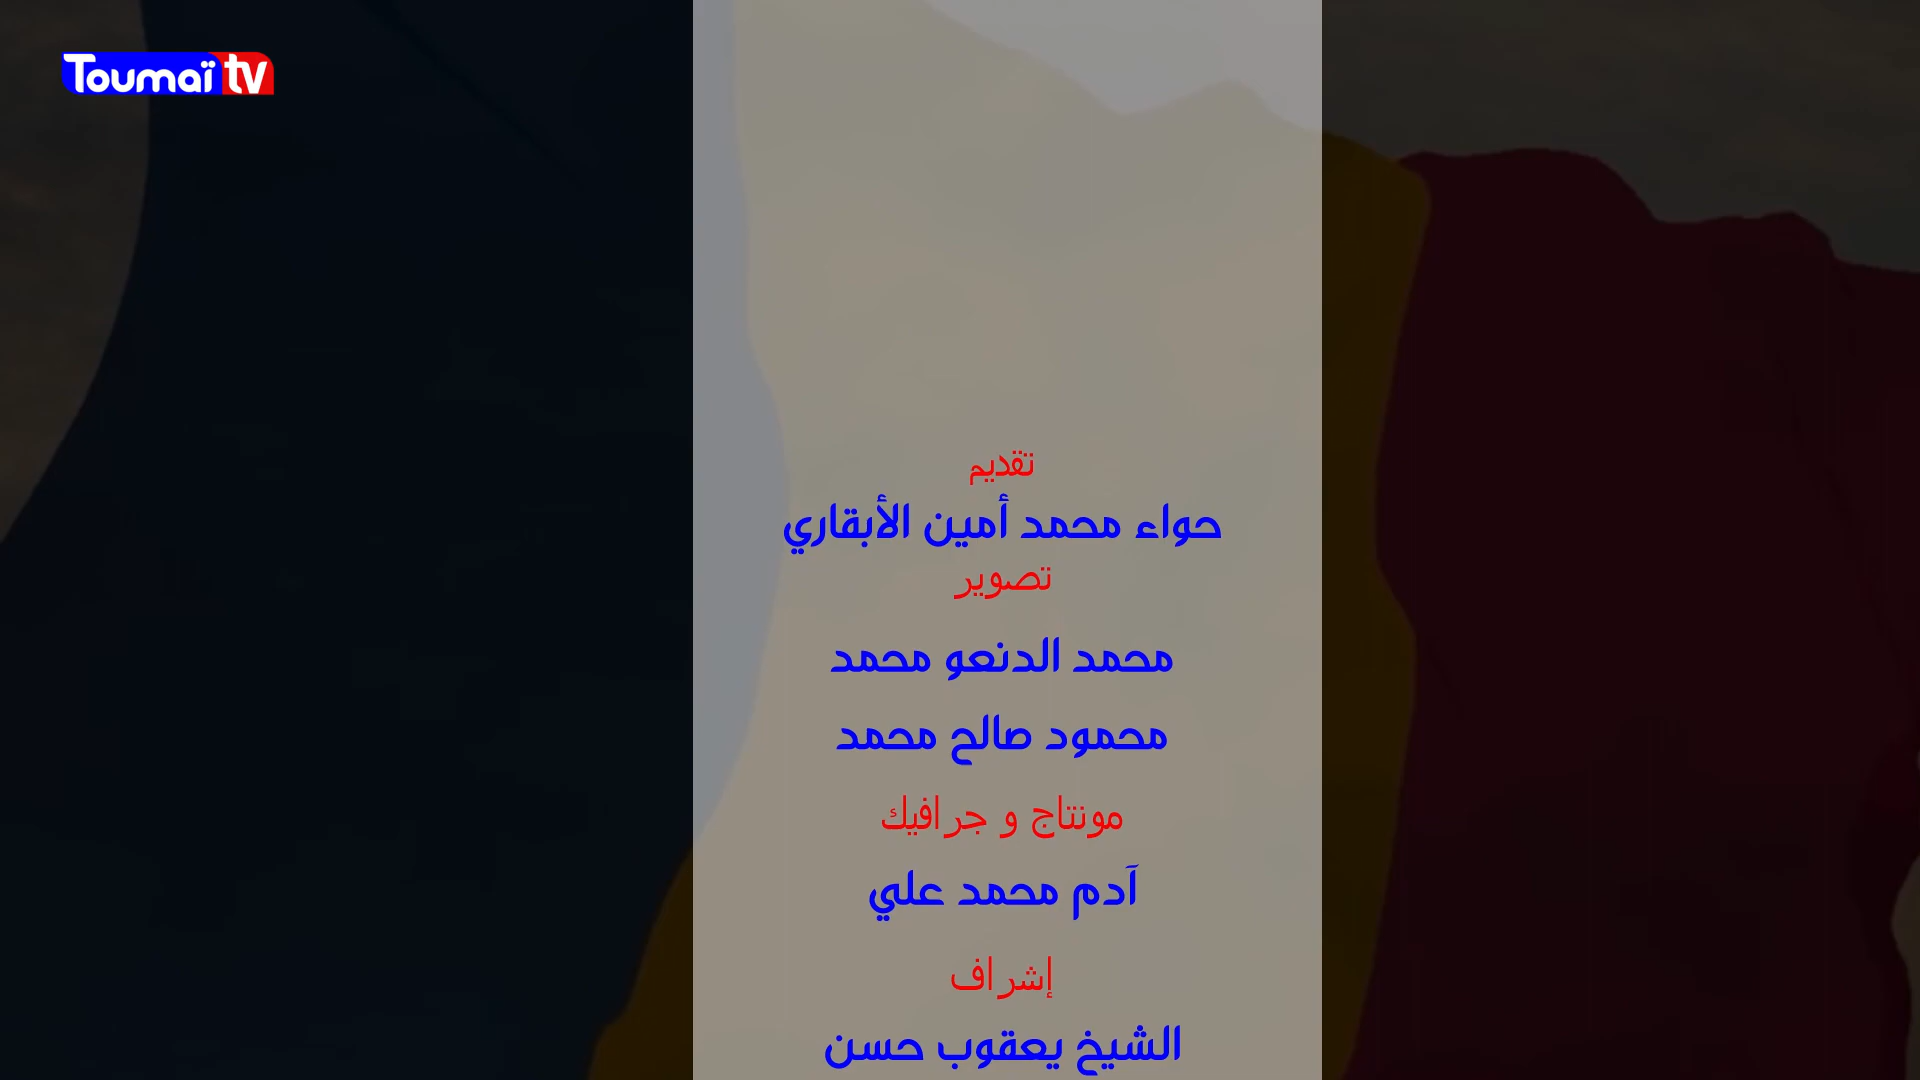 Toumaï tv
تقديم
حواء محمد أمين الأبقاري
تصوير
محمد الدنعو محمد
محمود صالح محمد
مونتاج و جرافيك
آدم محمد علي
إشراف
الشيخ يعقوب حسن